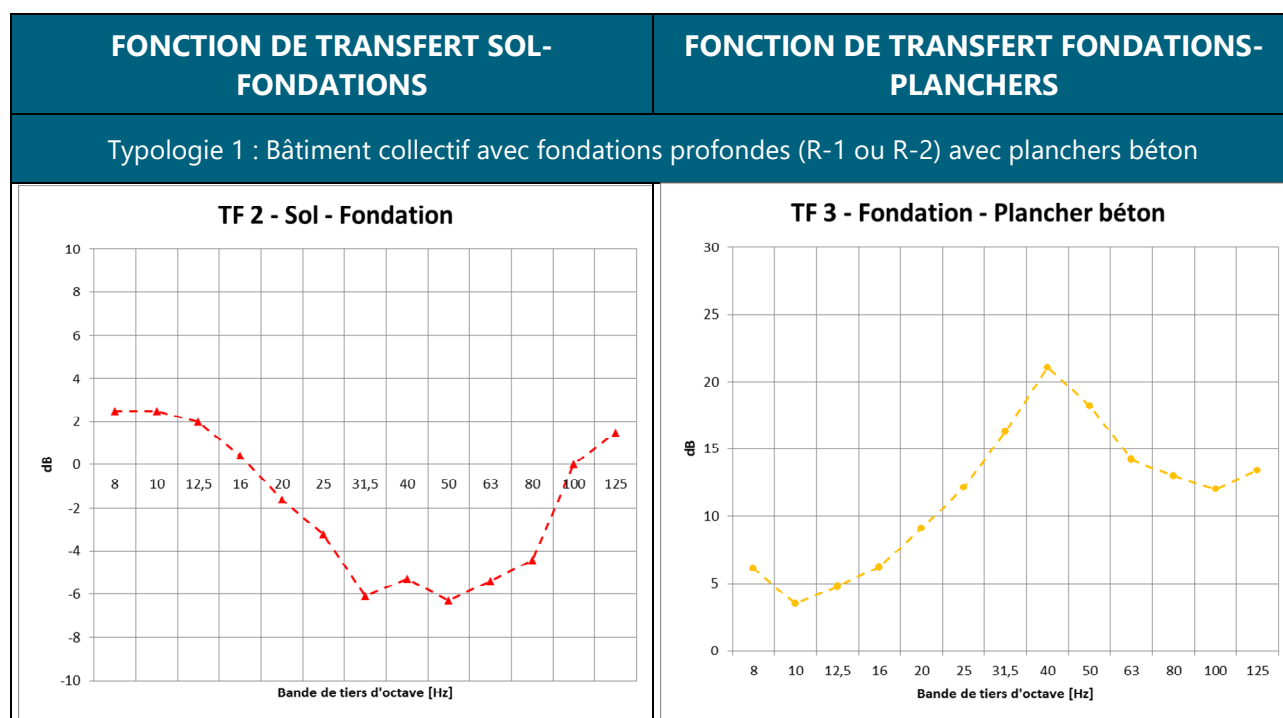 FONCTION DE TRANSFERT SOL-
FONDATIONS
FONCTION DE TRANSFERT FONDATIONS-
PLANCHERS
Typologie 1 : Bâtiment collectif avec fondations profondes (R-1 ou R-2) avec planchers béton
TF 2 - Sol - Fondation
10
8
6
4
2
0
-2
-4
-6
-8
-10
dB
8 10 12,5 16 20 25 31,5 40 50 63 80 100 125
Bande de tiers d'octave [Hz]
TF 3 - Fondation - Plancher béton
30
25
20
15
10
5
0
dB
8 10 12,5 16 20 25 31,5 40 50 63 80 100 125
Bande de tiers d'octave [Hz]